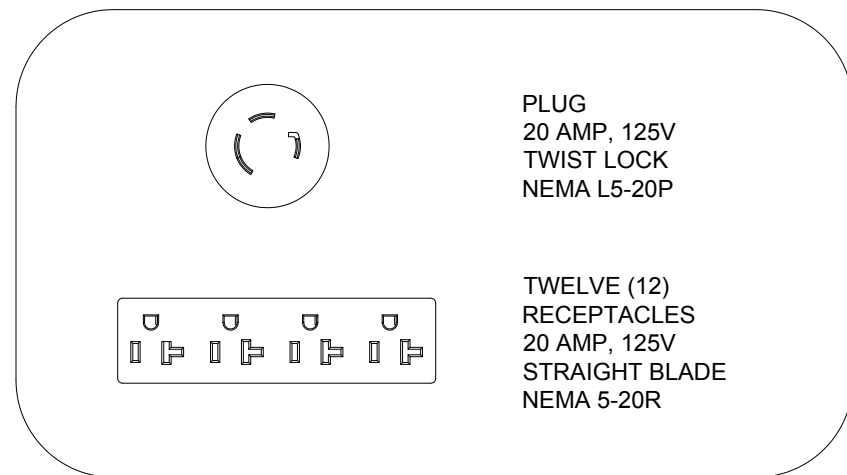 PLUG
20 AMP, 125V
TWIST LOCK
NEMA L5-20P
TWELVE (12)
RECEPTACLES
20 AMP, 125V
STRAIGHT BLADE
NEMA 5-20R